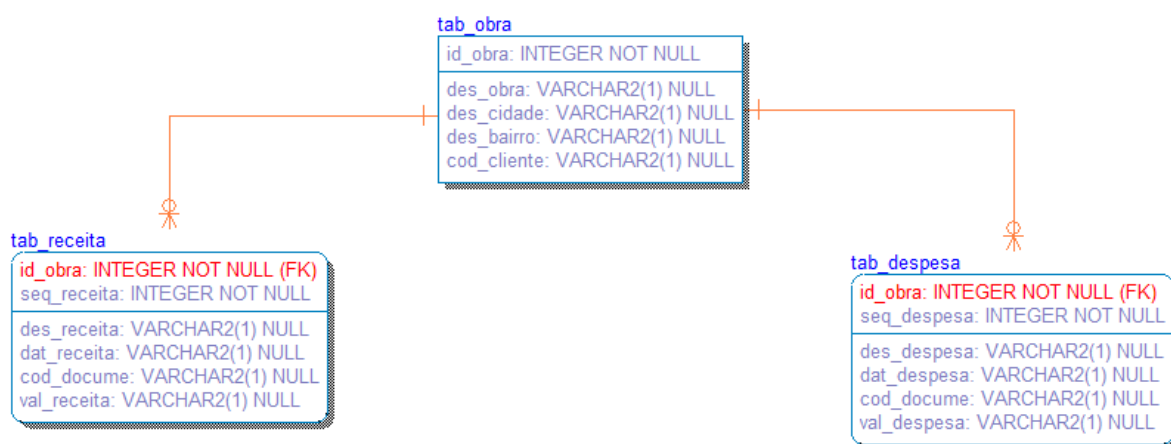 tab_obra
id_obra: INTEGER NOT NULL
des_obra: VARCHAR2(1) NULL
des_cidade: VARCHAR2(1) NULL
des_bairro: VARCHAR2(1) NULL
cod_cliente: VARCHAR2(1) NULL
tab_receita
id_obra: INTEGER NOT NULL (FK)
seq_receita: INTEGER NOT NULL
des_receita: VARCHAR2(1) NULL
dat_receita: VARCHAR2(1) NULL
cod_docume: VARCHAR2(1) NULL
val_receita: VARCHAR2(1) NULL
tab_despesa
id_obra: INTEGER NOT NULL (FK)
seq_despesa: INTEGER NOT NULL
des_despesa: VARCHAR2(1) NULL
dat_despesa: VARCHAR2(1) NULL
cod_docume: VARCHAR2(1) NULL
val_despesa: VARCHAR2(1) NULL